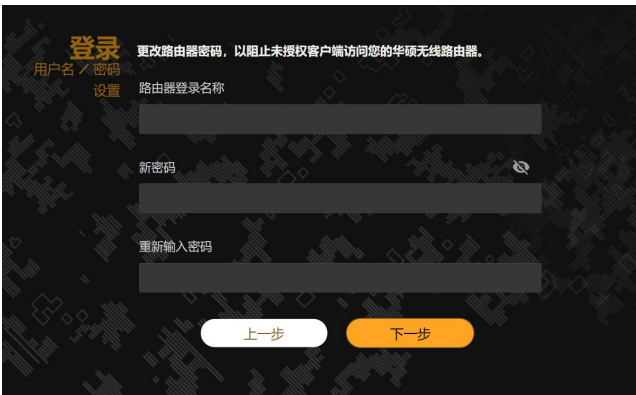 登录
用户名 / 密码
设置
更改路由器密码，以阻止未授权客户端访问您的华硕无线路由器。
路由器登录名称
新密码
重新输入密码
上一步
下一步